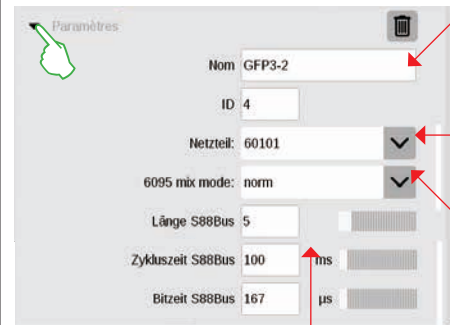 Paramètres
Nom GFP3-2
ID 4
Netzteil: 60101
6095 mix mode: norm
Länge S88Bus 5
Zykluszeit S88Bus 100 ms
Bitzeit S88Bus 167 µs